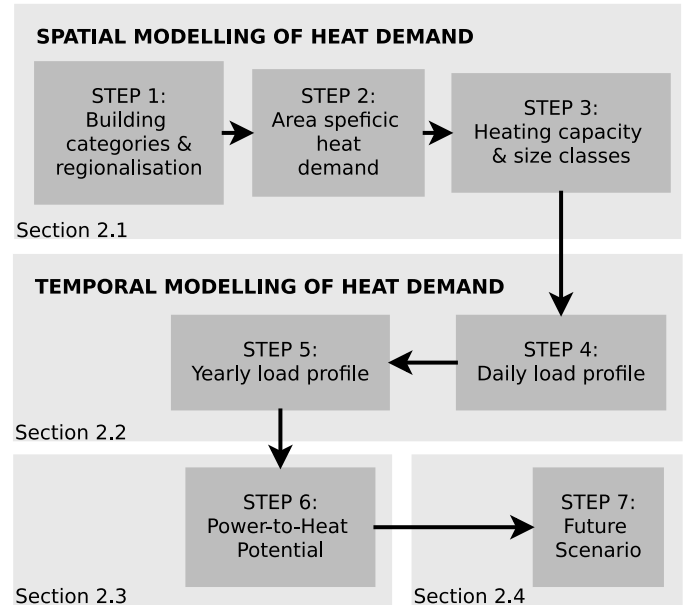 SPATIAL MODELLING OF HEAT DEMAND
STEP 1:
Building
categories &
regionalisation
STEP 2:
Area speficic
heat
demand
STEP 3:
Heating capacity
& size classes
Section 2.1
TEMPORAL MODELLING OF HEAT DEMAND
STEP 5:
Yearly load profile
STEP 4:
Daily load profile
Section 2.2
STEP 6:
Power-to-Heat
Potential
STEP 7:
Future
Scenario
Section 2.3
Section 2.4